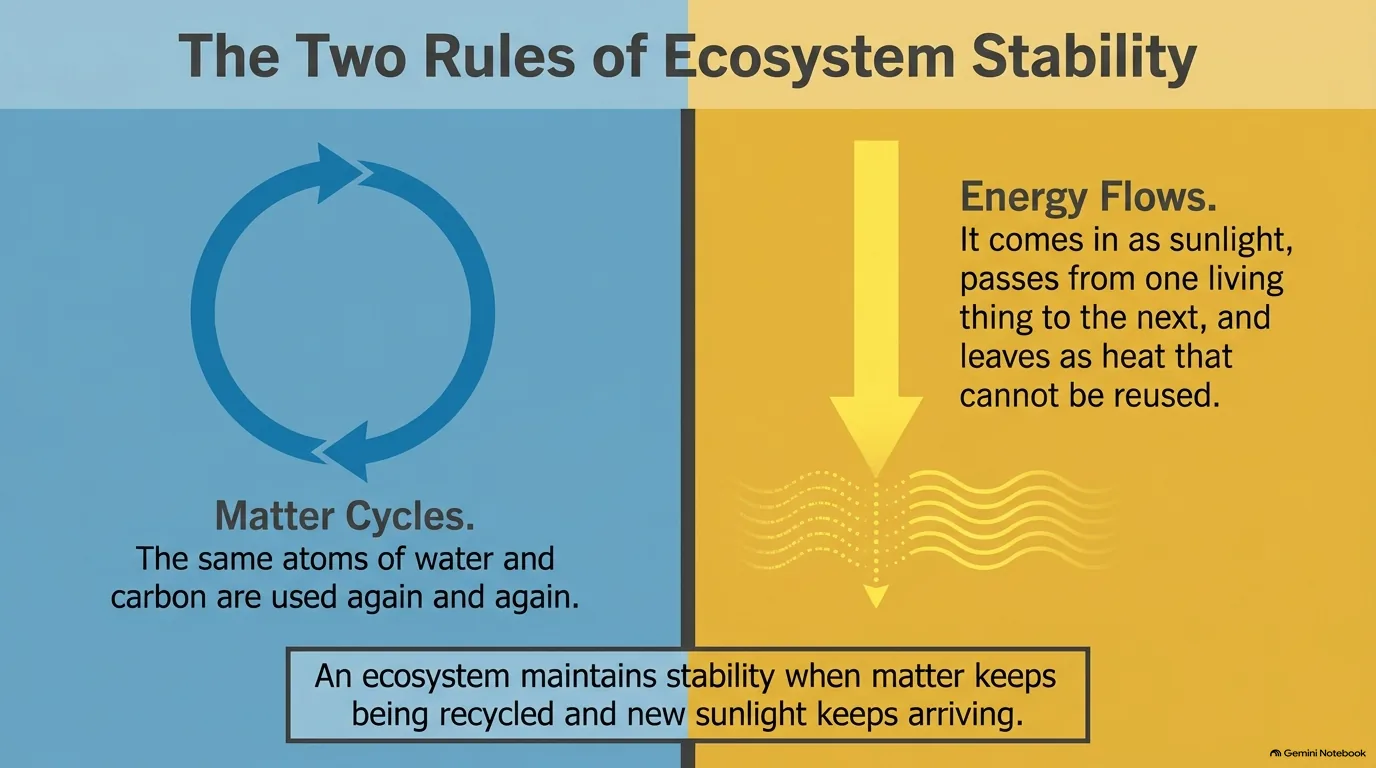 The Two Rules of Ecosystem Stability
Matter Cycles.
The same atoms of water and
carbon are used again and again.
Energy Flows.
It comes in as sunlight,
passes from one living
thing to the next, and
leaves as heat that
cannot be reused.
An ecosystem maintains stability when matter keeps
being recycled and new sunlight keeps arriving.
Gemini Notebook